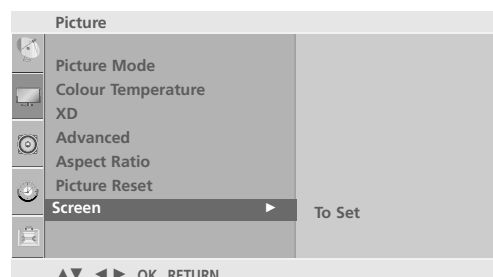 Picture
Picture Mode
Colour Temperature
XD
Advanced
Aspect Ratio
Picture Reset
Screen ► To Set
▲▼ ◄ ► OK RETURN